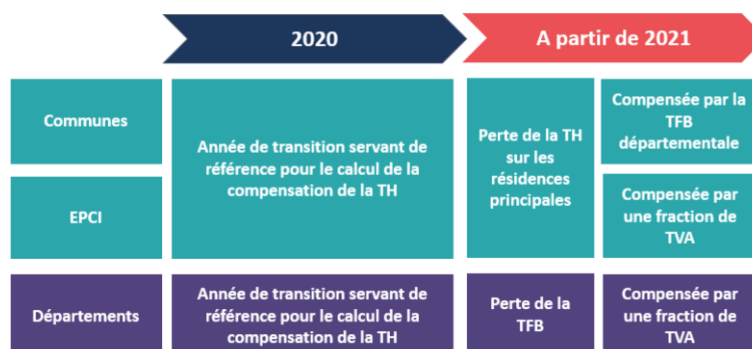 2020
A partir de 2021
Communes
Année de transition servant de
référence pour le calcul de la
compensation de la TH
Perte de la TH
sur les
résidences
principales
Compensée par la
TFB
départementale
EPCI
Compensée par
une fraction de
TVA
Départements
Année de transition servant de
référence pour le calcul de la
compensation de la TH
Perte de la
TFB
Compensée par
une fraction de
TVA